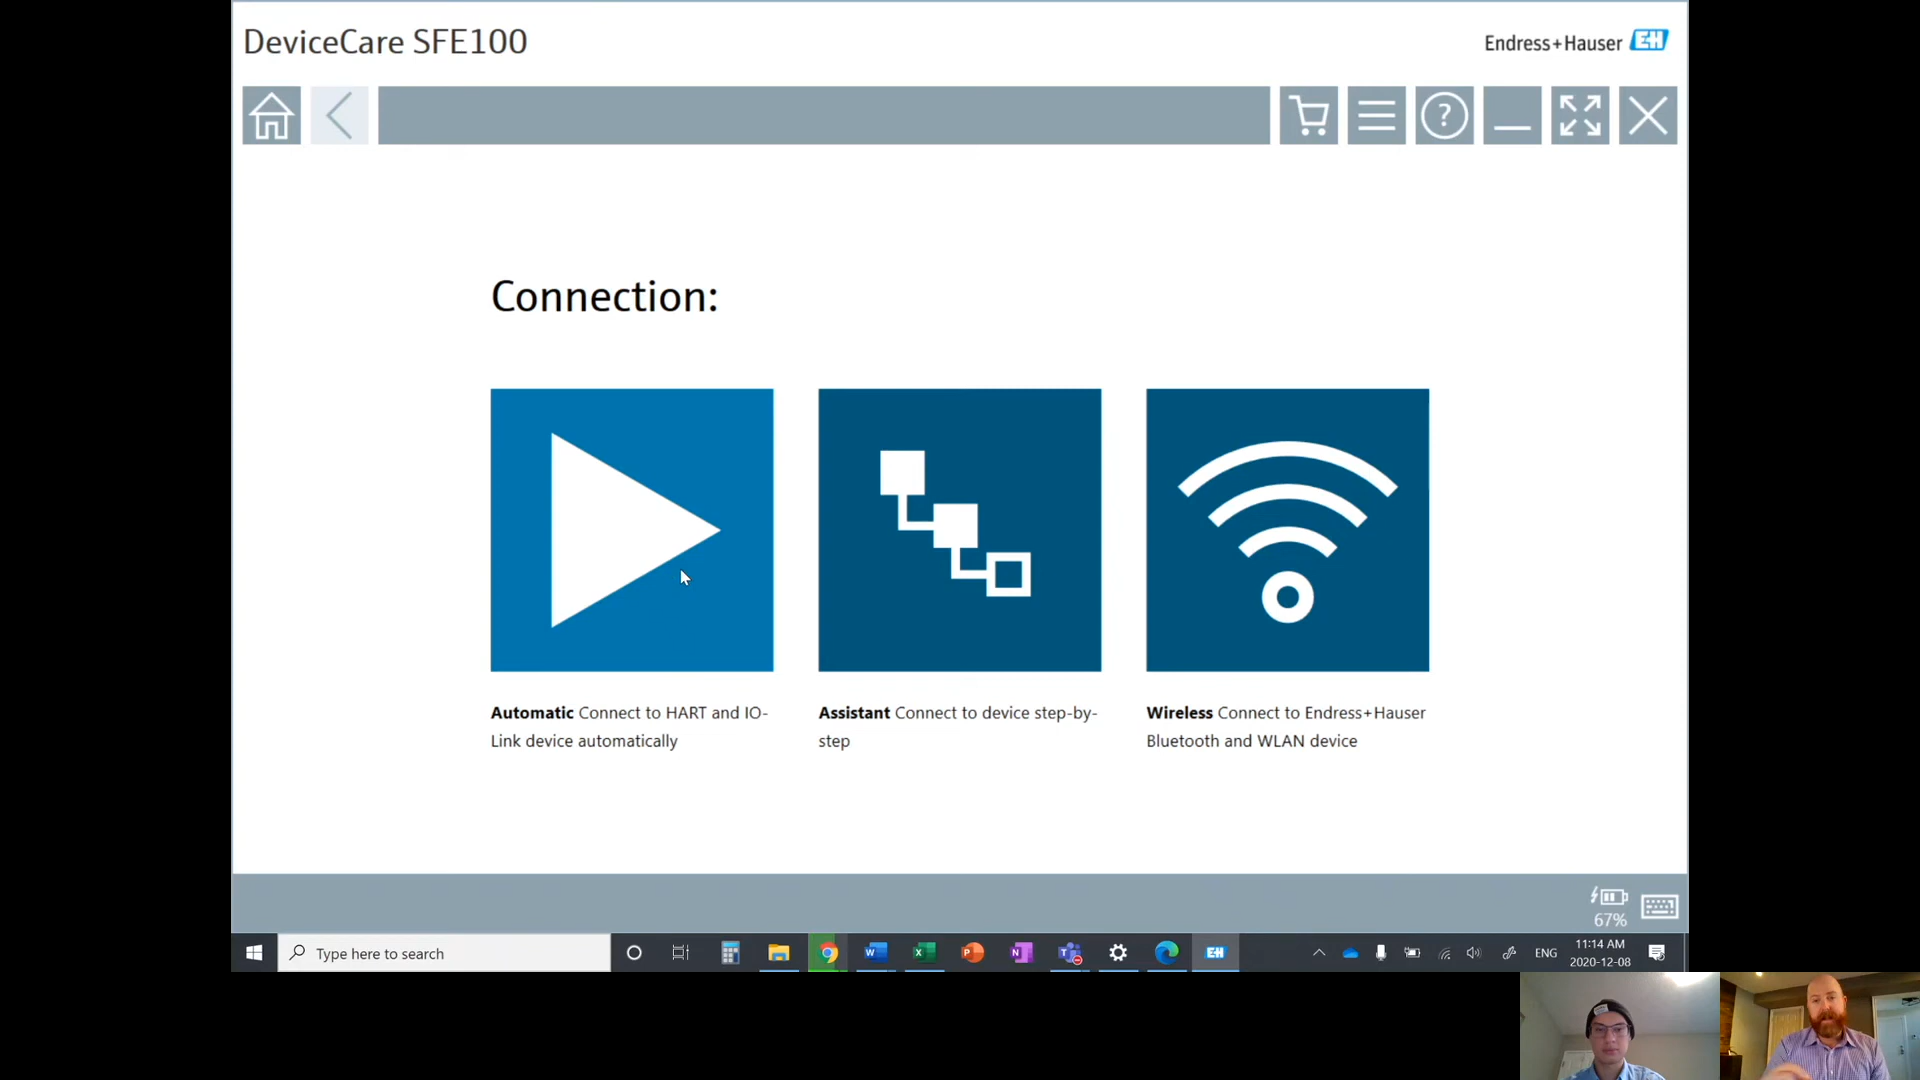 DeviceCare SFE100
Endress+Hauser
EH
?
Connection:
Automatic Connect to HART and IO-
Link device automatically
Assistant Connect to device step-by-
step
Wireless Connect to Endress+Hauser
Bluetooth and WLAN device
67%
Type here to search
ENG
11:14 AM
2020-12-08